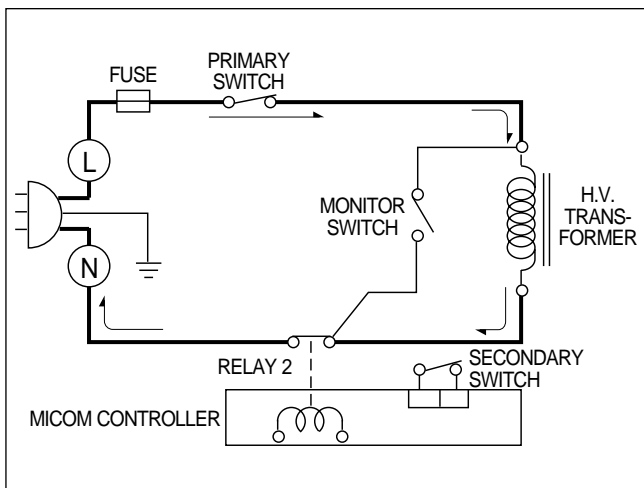 FUSE
PRIMARY
SWITCH
L
MONITOR
SWITCH
H.V.
TRANS-
FORMER
N
RELAY 2
SECONDARY
SWITCH
MICOM CONTROLLER